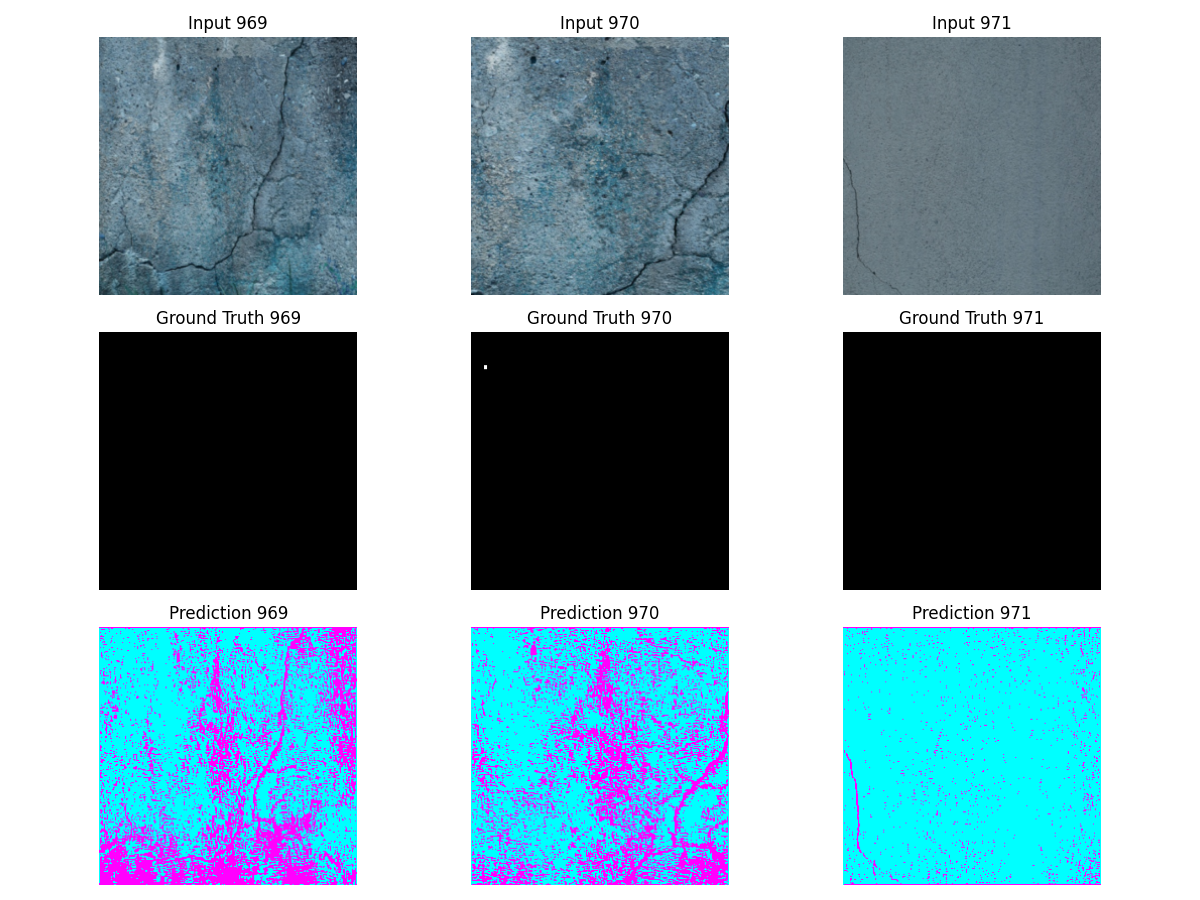 Input 969
Input 970
Input 971
Ground Truth 969
Ground Truth 970
Ground Truth 971
Prediction 969
Prediction 970
Prediction 971